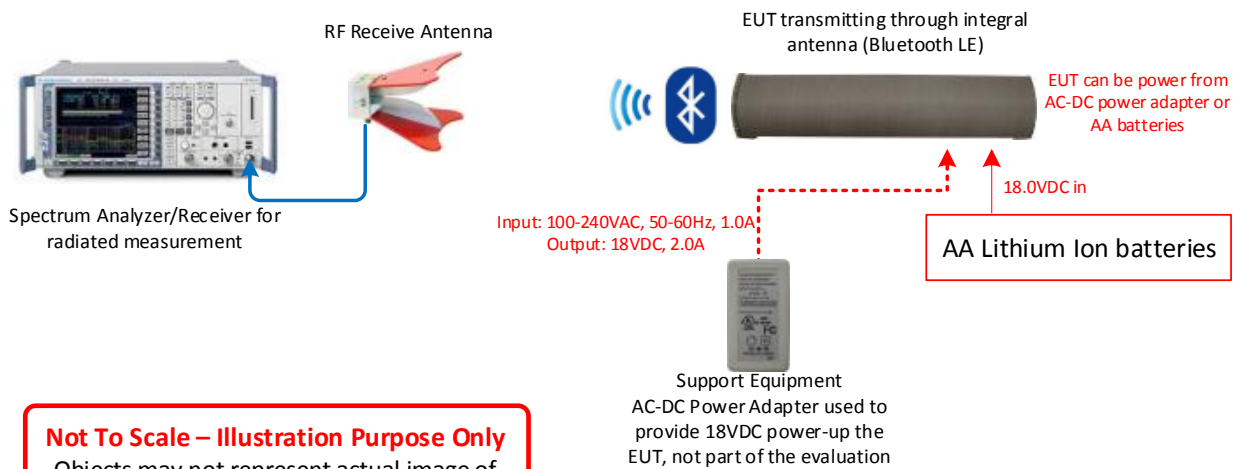 RF Receive Antenna
EUT transmitting through integral
antenna (Bluetooth LE)
EUT can be power from
AC-DC power adapter or
AA batteries
Spectrum Analyzer/Receiver for
radiated measurement
18.0VDC in
Input: 100-240VAC, 50-60Hz, 1.0A
Output: 18VDC, 2.0A
AA Lithium Ion batteries
Support Equipment
AC-DC Power Adapter used to
provide 18VDC power-up the
EUT, not part of the evaluation
Not To Scale – Illustration Purpose Only
Objects may not represent actual image of